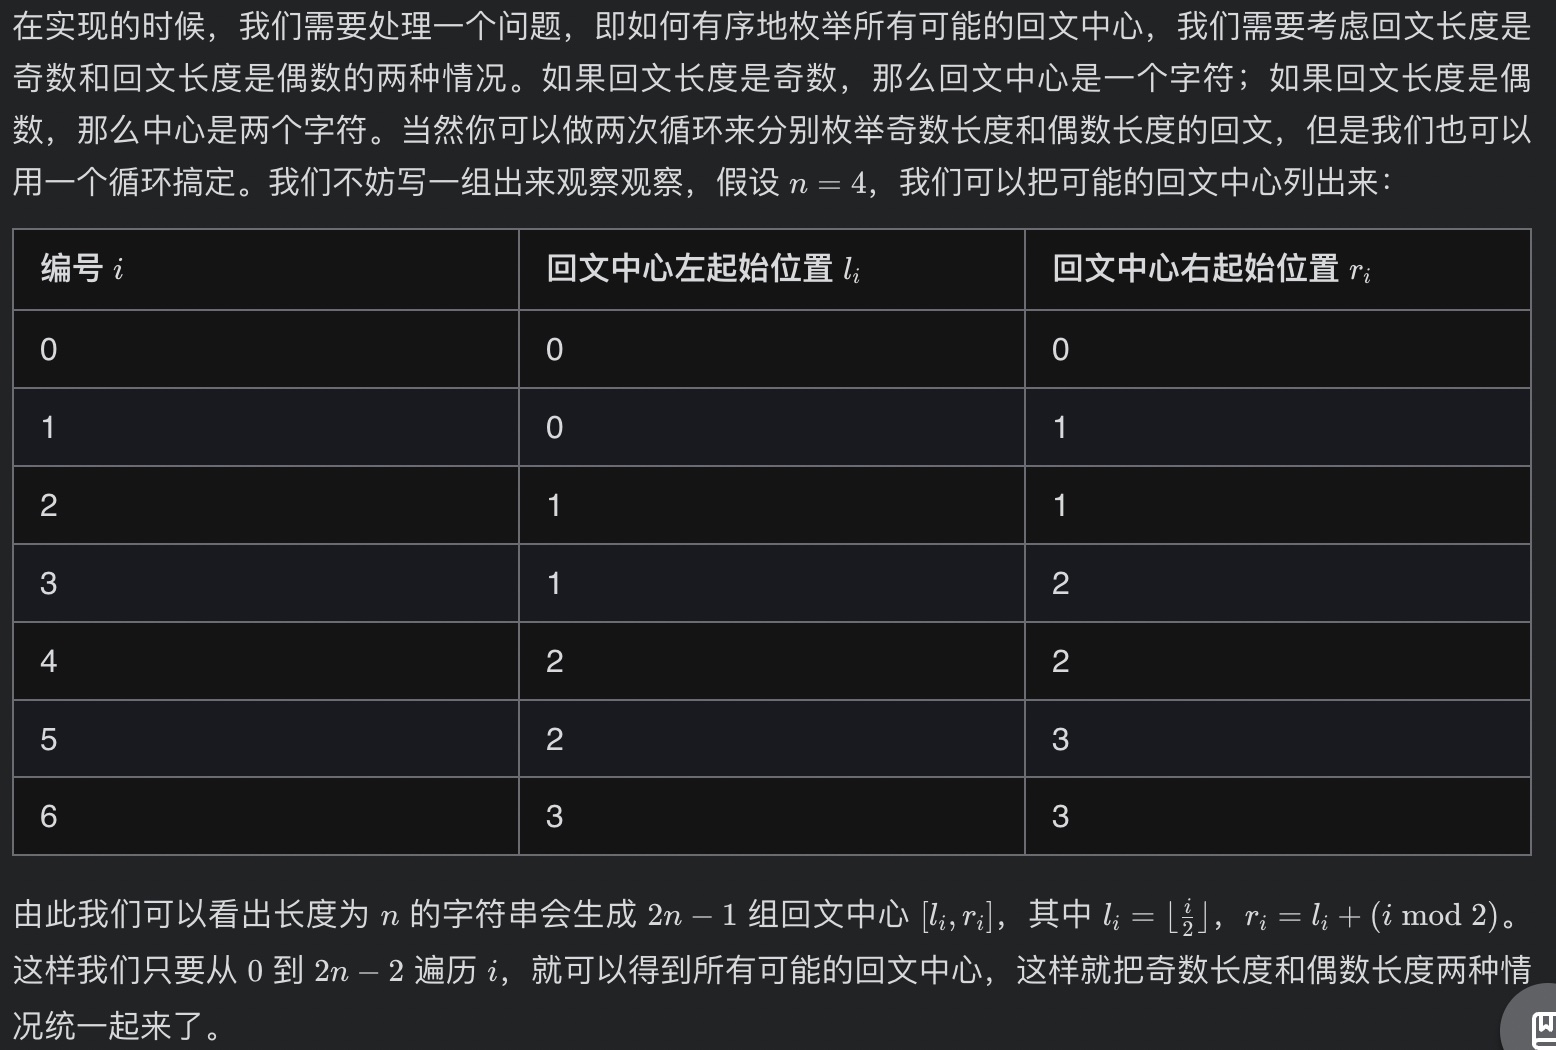 在实现的时候，我们需要处理一个问题，即如何有序地枚举所有可能的回文中心，我们需要考虑回文长度是
奇数和回文长度是偶数的两种情况。如果回文长度是奇数，那么回文中心是一个字符；如果回文长度是偶
数，那么中心是两个字符。当然你可以做两次循环来分别枚举奇数长度和偶数长度的回文，但是我们也可以
用一个循环搞定。我们不妨写一组出来观察观察，假设 n = 4，我们可以把可能的回文中心列出来：
编号 i 回文中心左起始位置 l_i 回文中心右起始位置 r_i
0 0 0
1 0 1
2 1 1
3 1 2
4 2 2
5 2 3
6 3 3
由此我们可以看出长度为 n 的字符串会生成 2n − 1 组回文中心 [l_i, r_i]，其中 l_i = ⌊i/2⌋，r_i = l_i + (i mod 2)。
这样我们只要从 0 到 2n − 2 遍历 i，就可以得到所有可能的回文中心，这样就把奇数长度和偶数长度两种情
况统一起来了。